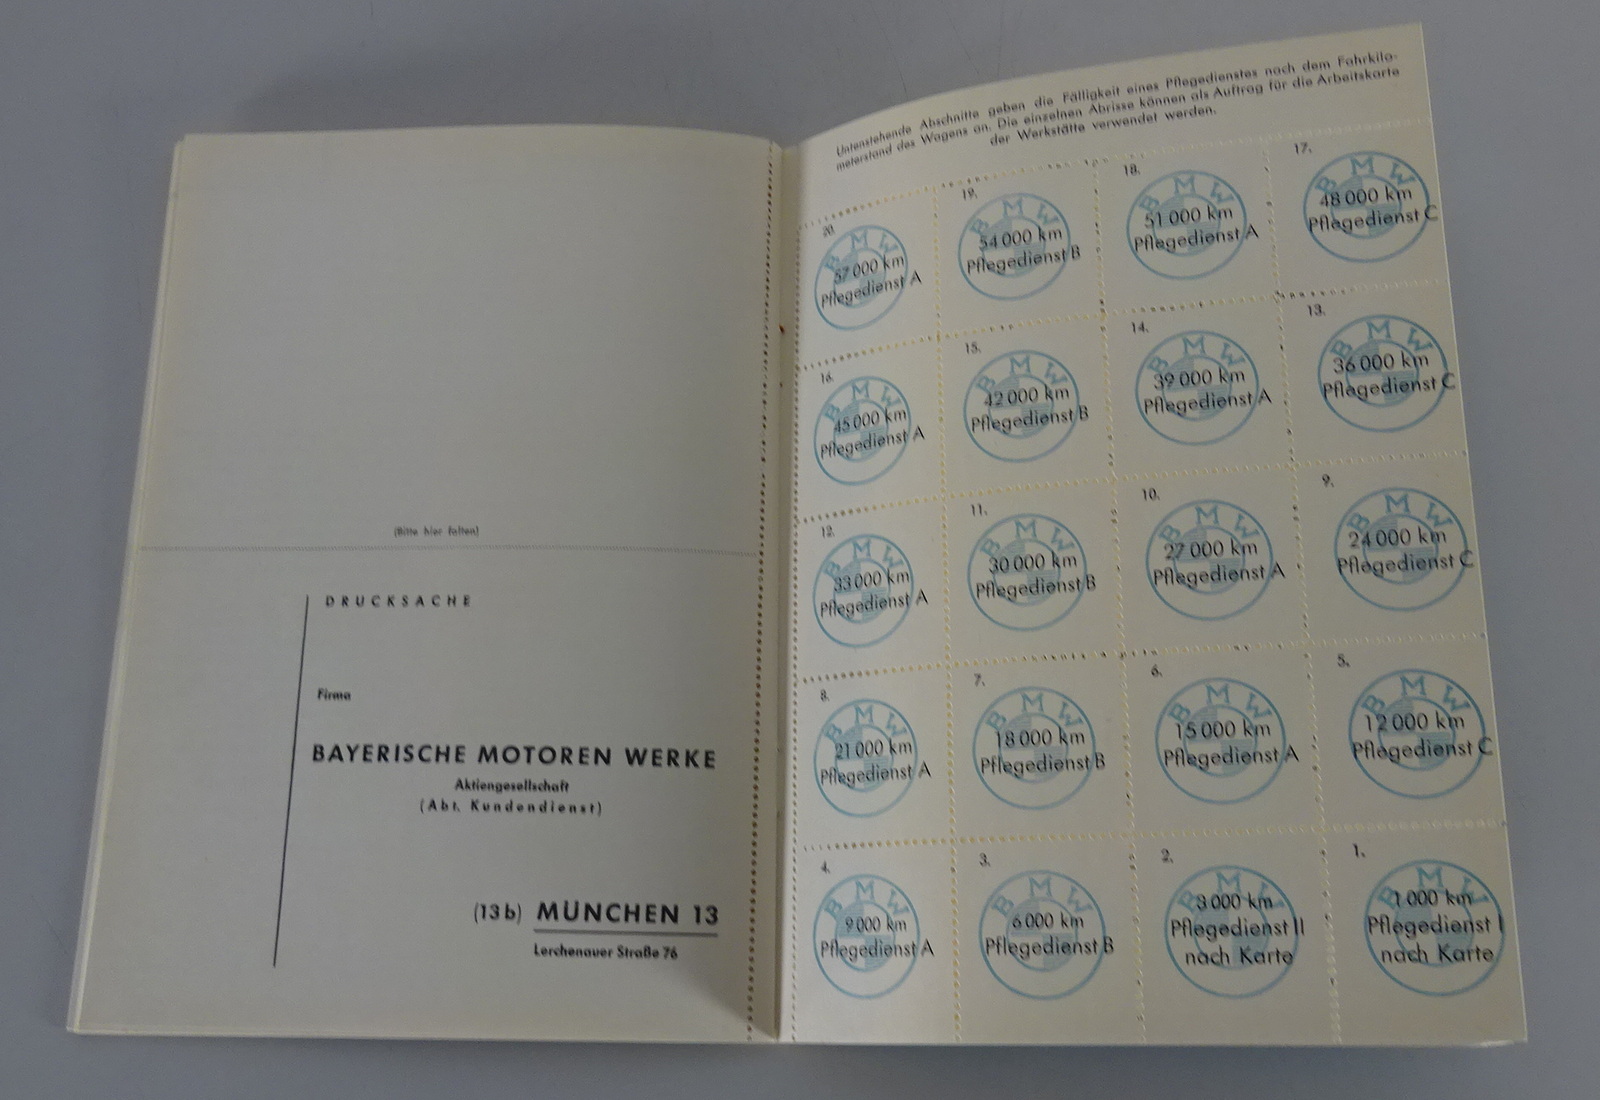 (Bitte hier falten)
DRUCKSACHE
Firma
BAYERISCHE MOTOREN WERKE
Aktiengesellschaft
(Abt. Kundendienst)
(13b) MÜNCHEN 13
Lerchenauer Straße 76
Untenstehende Abschnitte geben die Fälligkeit eines Pflegedienstes nach dem Fahrkilo-
meterstand des Wagens an. Die einzelnen Abrisse können als Auftrag für die Arbeitskarte
der Werkstätte verwendet werden.
20.
BMW
57 000 km
Pflegedienst A
19.
BMW
54 000 km
Pflegedienst B
18.
BMW
51 000 km
Pflegedienst A
17.
BMW
48 000 km
Pflegedienst C
16.
BMW
45 000 km
Pflegedienst A
15.
BMW
42 000 km
Pflegedienst B
14.
BMW
39 000 km
Pflegedienst A
13.
BMW
36 000 km
Pflegedienst C
12.
BMW
33 000 km
Pflegedienst A
11.
BMW
30 000 km
Pflegedienst B
10.
BMW
27 000 km
Pflegedienst A
9.
BMW
24 000 km
Pflegedienst C
8.
BMW
21 000 km
Pflegedienst A
7.
BMW
18 000 km
Pflegedienst B
6.
BMW
15 000 km
Pflegedienst A
5.
BMW
12 000 km
Pflegedienst C
4.
BMW
9 000 km
Pflegedienst A
3.
BMW
6 000 km
Pflegedienst B
2.
BMW
3 000 km
Pflegedienst II
nach Karte
1.
BMW
1 000 km
Pflegedienst I
nach Karte